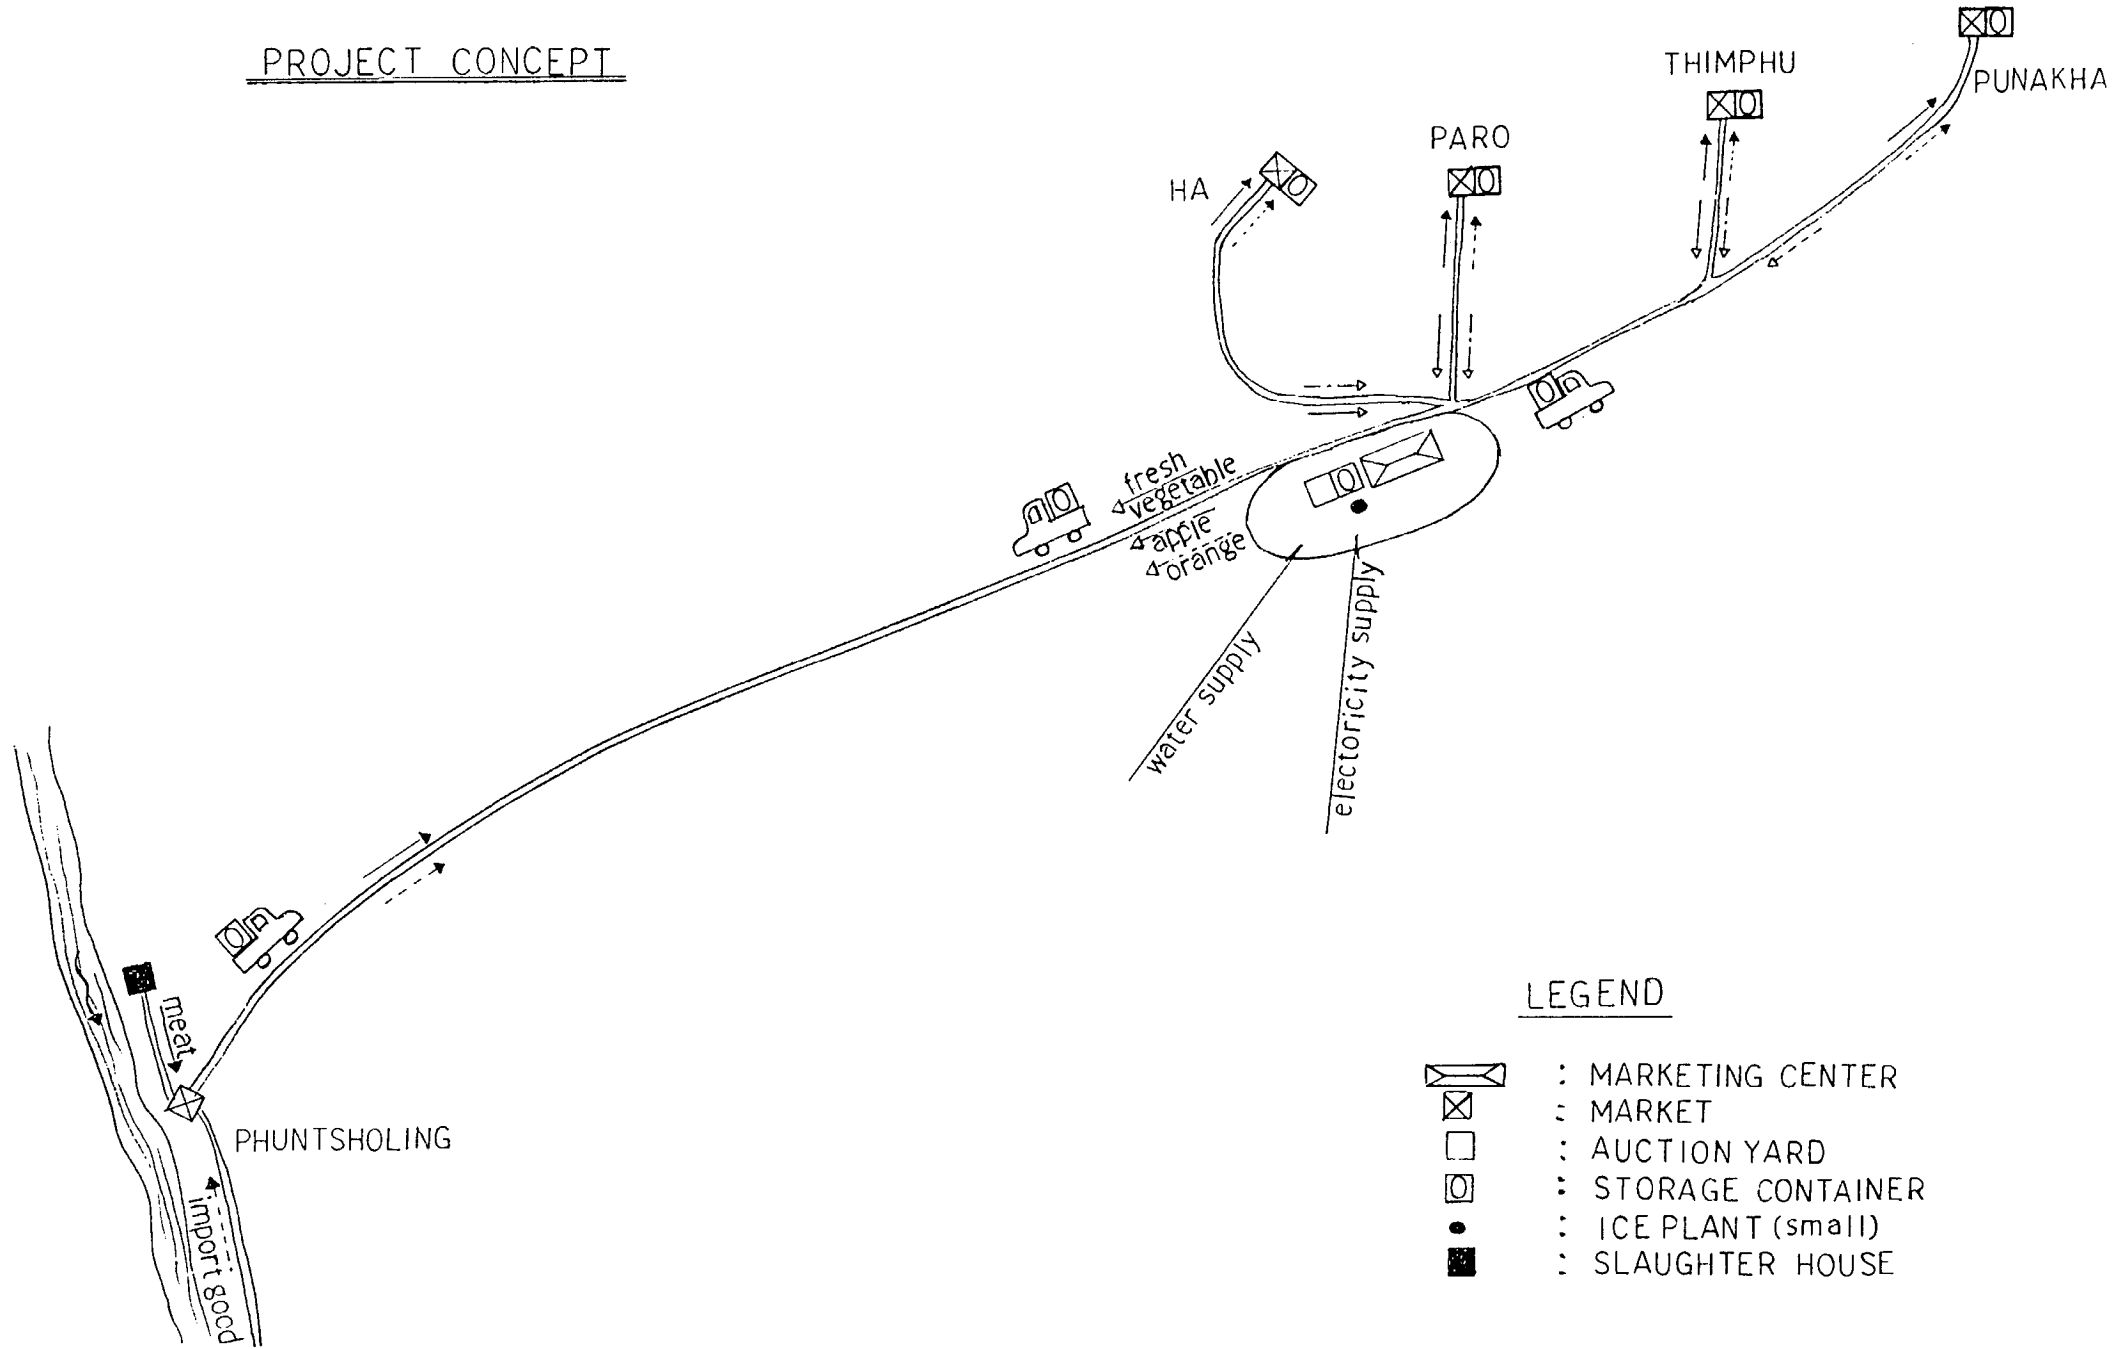 PROJECT CONCEPT
THIMPHU
PUNAKHA
PARO
HA
fresh
vegetable
apple
orange
water supply
electoricity supply
meat
PHUNTSHOLING
import good
LEGEND
: MARKETING CENTER
: MARKET
: AUCTION YARD
: STORAGE CONTAINER
: ICE PLANT (small)
: SLAUGHTER HOUSE